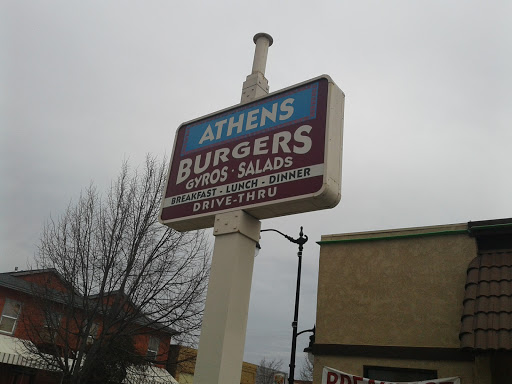 ATHENS
BURGERS
GYROS · SALADS
BREAKFAST - LUNCH - DINNER
DRIVE-THRU